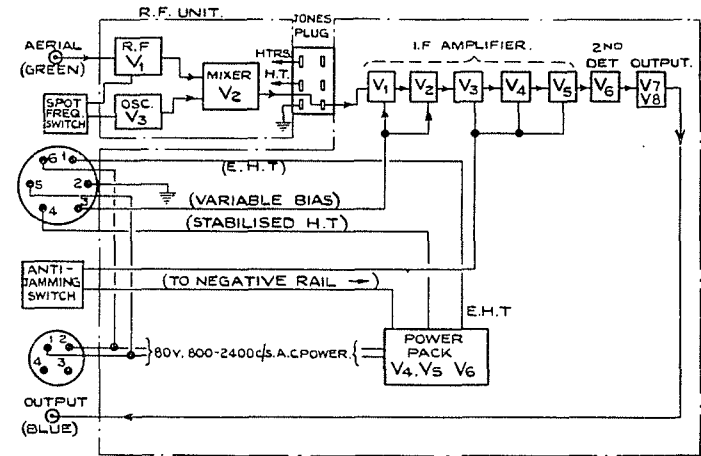 R.F. UNIT.
JONES
PLUG
AERIAL
(GREEN)
R.F
V1
MIXER
V2
OSC.
V3
SPOT
FREQ.
SWITCH
HTRS.
H.T.
I.F AMPLIFIER.
V1
V2
V3
V4
V5
2ND
DET
V6
OUTPUT.
V7
V8
6 1
5 2
4 3
(E.H.T)
(VARIABLE BIAS)
(STABILISED H.T)
ANTI-
JAMMING
SWITCH
(TO NEGATIVE RAIL →)
E.H.T
POWER
PACK
V4. V5 V6
1 2
4 3
}80V. 800-2400C/S. A.C POWER.{
OUTPUT
(BLUE)